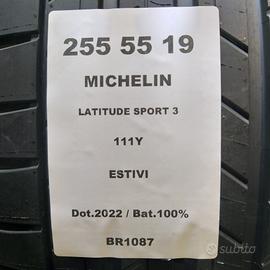 255 55 19
MICHELIN
LATITUDE SPORT 3
111Y
ESTIVI
Dot.2022 / Bat.100%
BR1087
subito